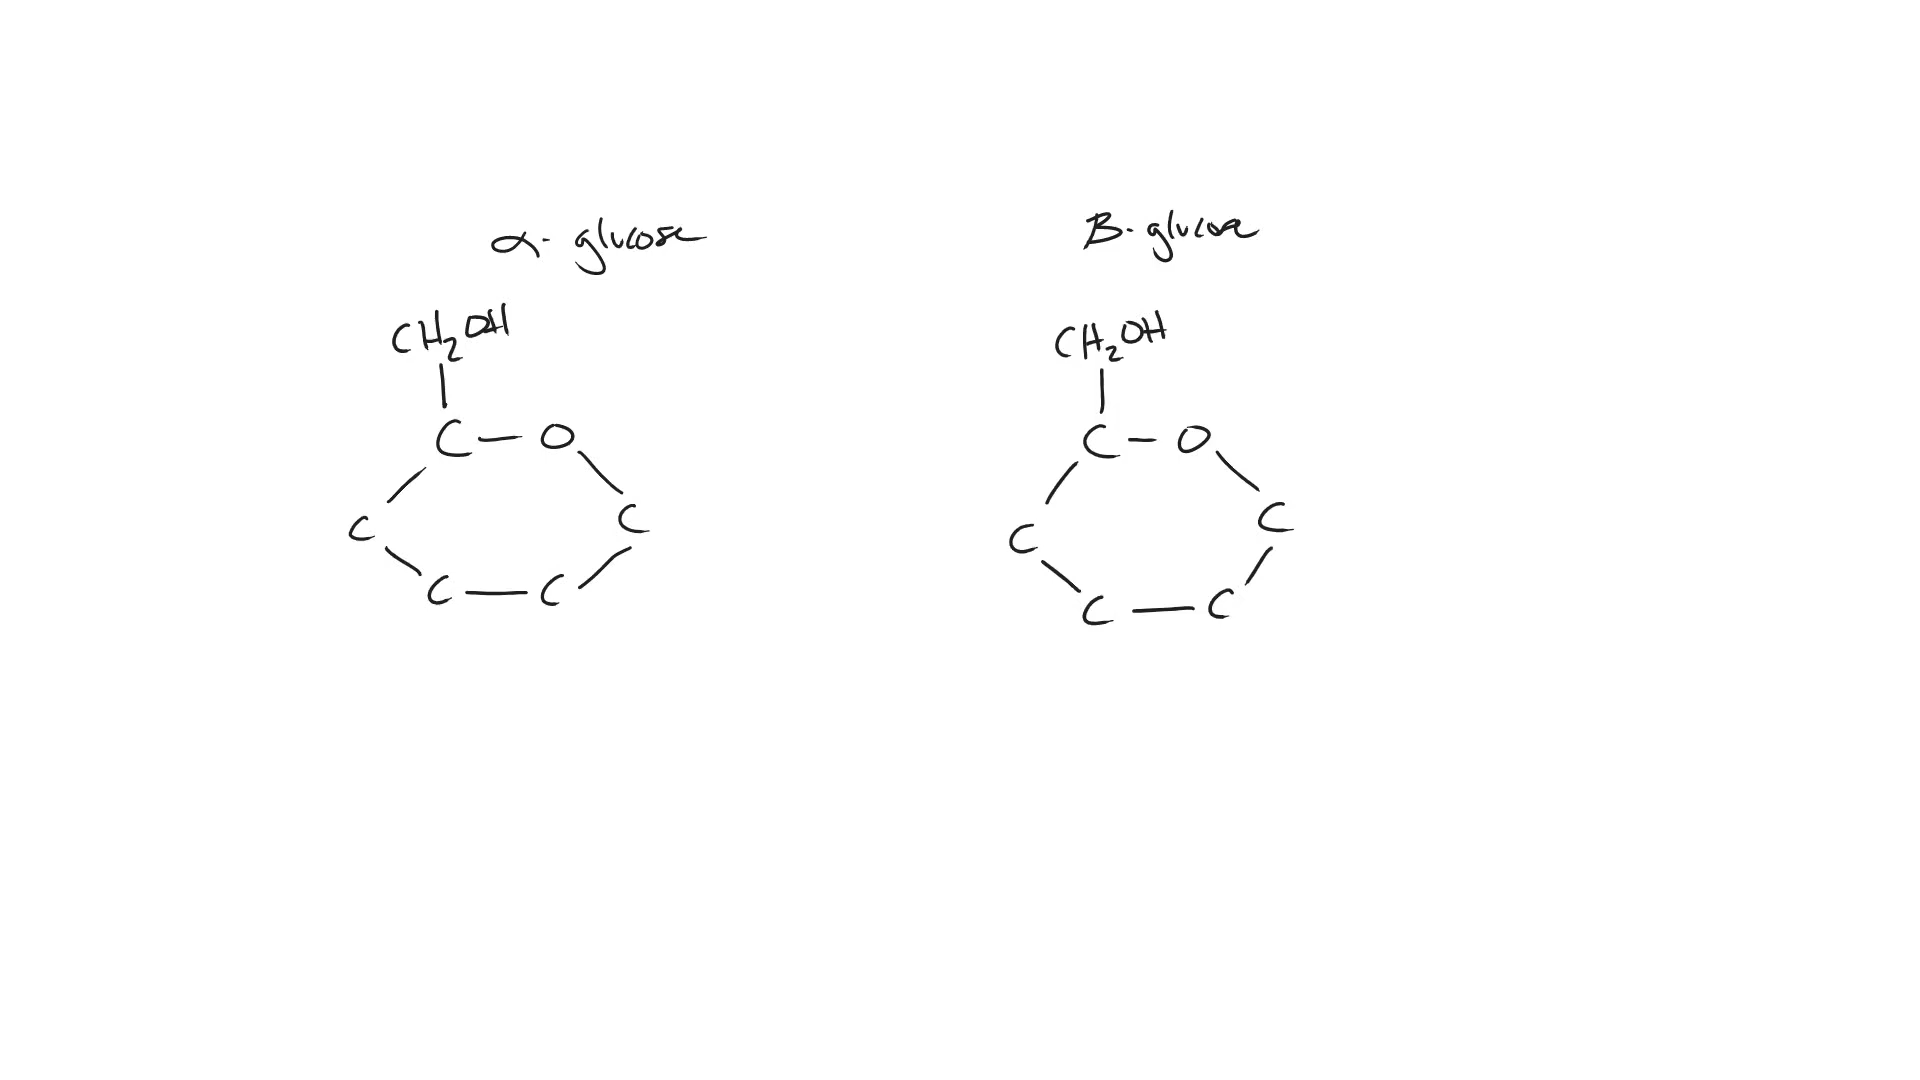 α- glucose
B- glucose
CH₂OH
CH₂OH
C - O
C - O
C
C
C
C
C — C
C — C